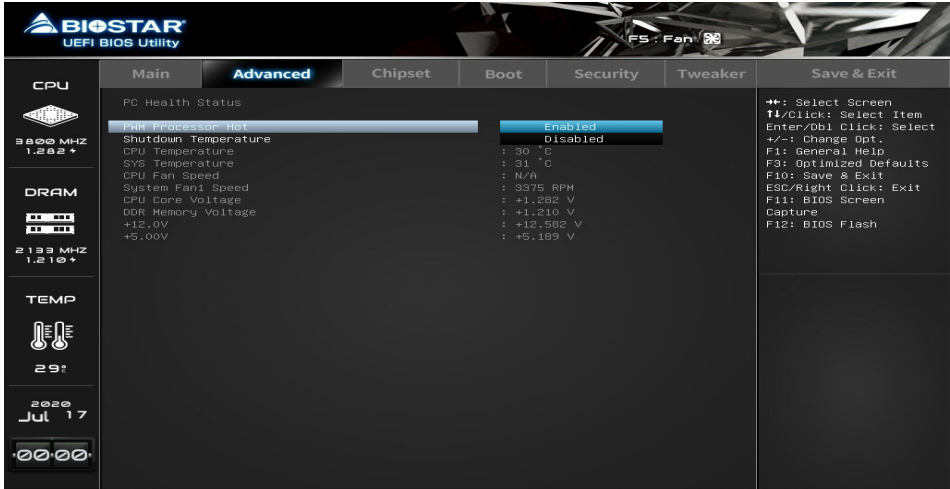 BIOSTAR®
UEFI BIOS Utility
F5 : Fan
Main Advanced Chipset Boot Security Tweaker Save & Exit
CPU
3800 MHZ
1.282
DRAM
2133 MHZ
1.210
TEMP
29°C
2020
Jul 17
00:00
PC Health Status
PWM Processor Hot Enabled
Shutdown Temperature Disabled
CPU Temperature : 30 °C
SYS Temperature : 31 °C
CPU Fan Speed : N/A
System Fan1 Speed : 3375 RPM
CPU Core Voltage : +1.282 V
DDR Memory Voltage : +1.210 V
+12.0V : +12.582 V
+5.00V : +5.189 V
→←: Select Screen
↑↓/Click: Select Item
Enter/Dbl Click: Select
+/-: Change Opt.
F1: General Help
F3: Optimized Defaults
F10: Save & Exit
ESC/Right Click: Exit
F11: BIOS Screen
Capture
F12: BIOS Flash